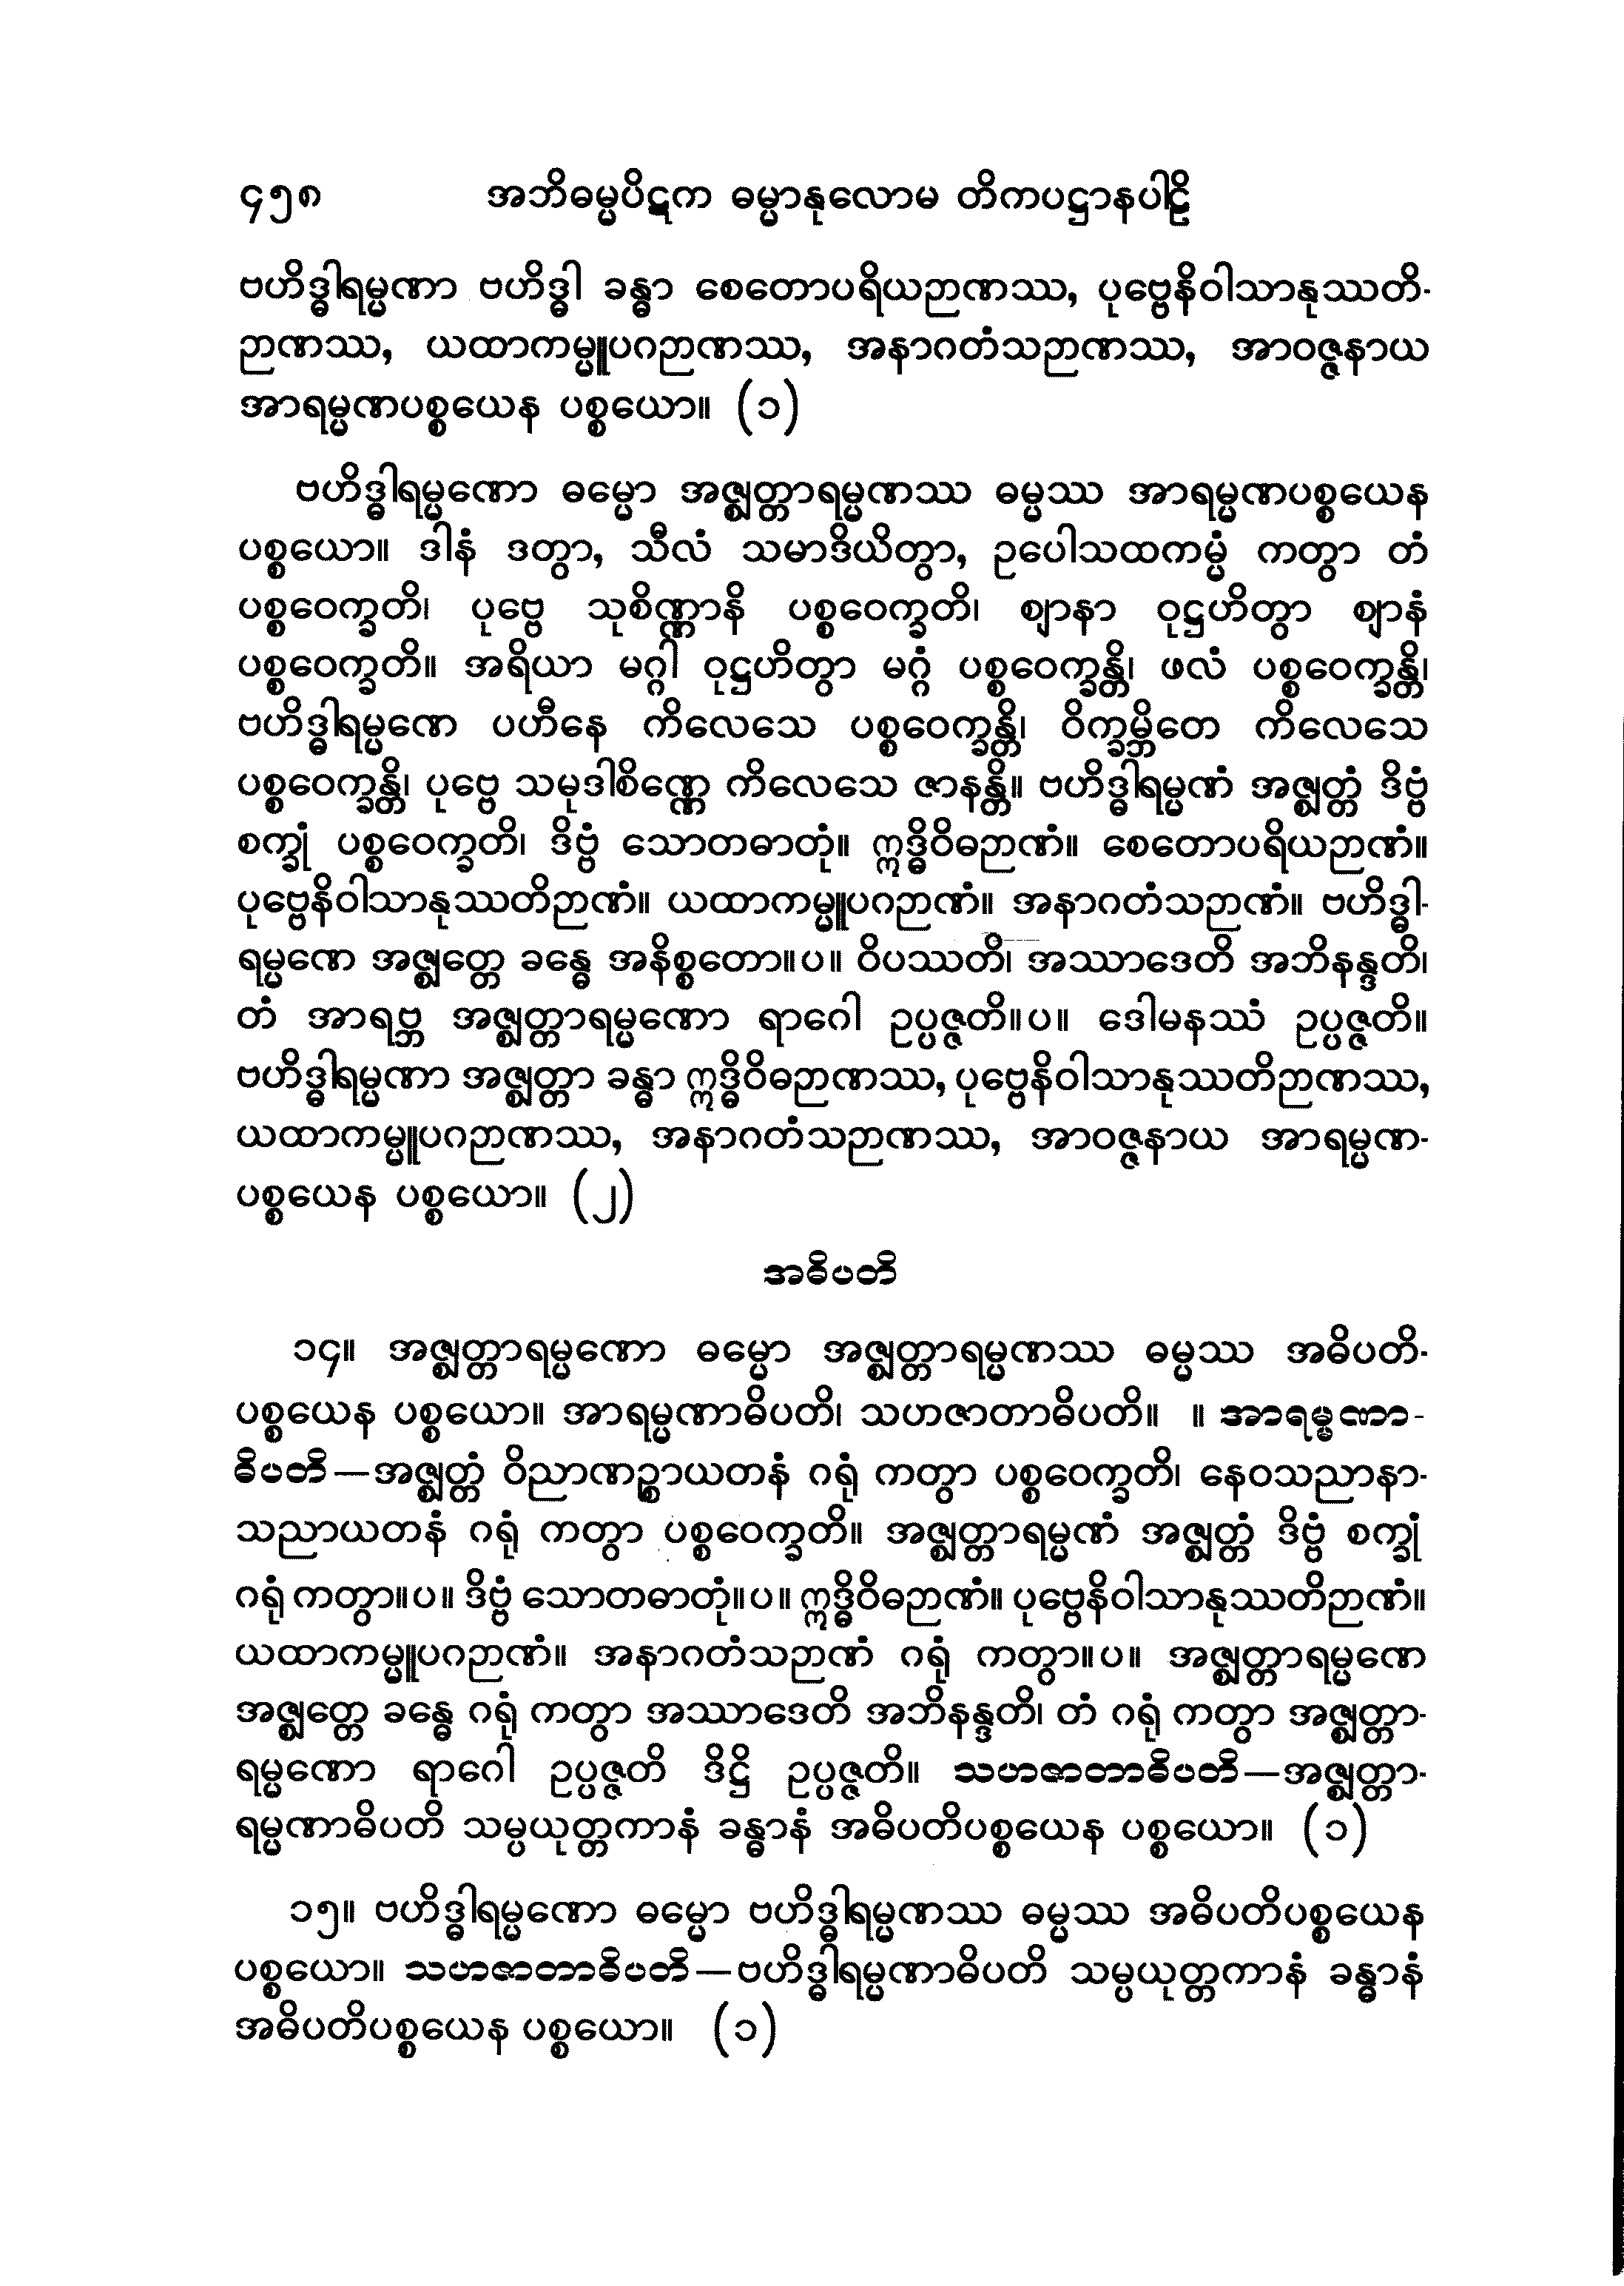 ၄၅၈ အဘိဓမ္မပိဋက ဓမ္မာနုလောမ တိကပဋ္ဌာနပါဠိ
ဗဟိဒ္ဓါရမ္မဏာ ဗဟိဒ္ဓါ ခန္ဓာ စေတောပရိယဉာဏဿ, ပုဗ္ဗေနိဝါသာနုဿတိ-
ဉာဏဿ, ယထာကမ္မူပဂဉာဏဿ, အနာဂတံသဉာဏဿ, အာဝဇ္ဇနာယ
အာရမ္မဏပစ္စယေန ပစ္စယော။ (၁)
ဗဟိဒ္ဓါရမ္မဏော ဓမ္မော အဇ္ဈတ္တာရမ္မဏဿ ဓမ္မဿ အာရမ္မဏပစ္စယေန
ပစ္စယော။ ဒါနံ ဒတွာ, သီလံ သမာဒိယိတွာ, ဥပေါသထကမ္မံ ကတွာ တံ
ပစ္စဝေက္ခတိ၊ ပုဗ္ဗေ သုစိဏ္ဏာနိ ပစ္စဝေက္ခတိ၊ ဈာနာ ဝုဋ္ဌဟိတွာ ဈာနံ
ပစ္စဝေက္ခတိ။ အရိယာ မဂ္ဂါ ဝုဋ္ဌဟိတွာ မဂ္ဂံ ပစ္စဝေက္ခန္တိ၊ ဖလံ ပစ္စဝေက္ခန္တိ၊
ဗဟိဒ္ဓါရမ္မဏေ ပဟီနေ ကိလေသေ ပစ္စဝေက္ခန္တိ၊ ဝိက္ခမ္ဘိတေ ကိလေသေ
ပစ္စဝေက္ခန္တိ၊ ပုဗ္ဗေ သမုဒါစိဏ္ဏေ ကိလေသေ ဇာနန္တိ။ ဗဟိဒ္ဓါရမ္မဏံ အဇ္ဈတ္တံ ဒိဗ္ဗံ
စက္ခုံ ပစ္စဝေက္ခတိ၊ ဒိဗ္ဗံ သောတဓာတုံ။ ဣဒ္ဓိဝိဓဉာဏံ။ စေတောပရိယဉာဏံ။
ပုဗ္ဗေနိဝါသာနုဿတိဉာဏံ။ ယထာကမ္မူပဂဉာဏံ။ အနာဂတံသဉာဏံ။ ဗဟိဒ္ဓါ-
ရမ္မဏေ အဇ္ဈတ္တေ ခန္ဓေ အနိစ္စတော။ပ။ ဝိပဿတိ၊ အဿာဒေတိ အဘိနန္ဒတိ၊
တံ အာရဗ္ဘ အဇ္ဈတ္တာရမ္မဏော ရာဂေါ ဥပ္ပဇ္ဇတိ။ပ။ ဒေါမနဿံ ဥပ္ပဇ္ဇတိ။
ဗဟိဒ္ဓါရမ္မဏာ အဇ္ဈတ္တာ ခန္ဓာ ဣဒ္ဓိဝိဓဉာဏဿ, ပုဗ္ဗေနိဝါသာနုဿတိဉာဏဿ,
ယထာကမ္မူပဂဉာဏဿ, အနာဂတံသဉာဏဿ, အာဝဇ္ဇနာယ အာရမ္မဏ-
ပစ္စယေန ပစ္စယော။ (၂)
အဓိပတိ
၁၄။ အဇ္ဈတ္တာရမ္မဏော ဓမ္မော အဇ္ဈတ္တာရမ္မဏဿ ဓမ္မဿ အဓိပတိ-
ပစ္စယေန ပစ္စယော။ အာရမ္မဏာဓိပတိ၊ သဟဇာတာဓိပတိ။ ။ အာရမ္မဏာ-
ဓိပတိ—အဇ္ဈတ္တံ ဝိညာဏဉ္စာယတနံ ဂရုံ ကတွာ ပစ္စဝေက္ခတိ၊ နေဝသညာနာ-
သညာယတနံ ဂရုံ ကတွာ ပစ္စဝေက္ခတိ။ အဇ္ဈတ္တာရမ္မဏံ အဇ္ဈတ္တံ ဒိဗ္ဗံ စက္ခုံ
ဂရုံ ကတွာ။ပ။ ဒိဗ္ဗံ သောတဓာတုံ။ပ။ ဣဒ္ဓိဝိဓဉာဏံ။ ပုဗ္ဗေနိဝါသာနုဿတိဉာဏံ။
ယထာကမ္မူပဂဉာဏံ။ အနာဂတံသဉာဏံ ဂရုံ ကတွာ။ပ။ အဇ္ဈတ္တာရမ္မဏေ
အဇ္ဈတ္တေ ခန္ဓေ ဂရုံ ကတွာ အဿာဒေတိ အဘိနန္ဒတိ၊ တံ ဂရုံ ကတွာ အဇ္ဈတ္တာ-
ရမ္မဏော ရာဂေါ ဥပ္ပဇ္ဇတိ ဒိဋ္ဌိ ဥပ္ပဇ္ဇတိ။ သဟဇာတာဓိပတိ—အဇ္ဈတ္တာ-
ရမ္မဏာဓိပတိ သမ္ပယုတ္တကာနံ ခန္ဓာနံ အဓိပတိပစ္စယေန ပစ္စယော။ (၁)
၁၅။ ဗဟိဒ္ဓါရမ္မဏော ဓမ္မော ဗဟိဒ္ဓါရမ္မဏဿ ဓမ္မဿ အဓိပတိပစ္စယေန
ပစ္စယော။ သဟဇာတာဓိပတိ—ဗဟိဒ္ဓါရမ္မဏာဓိပတိ သမ္ပယုတ္တကာနံ ခန္ဓာနံ
အဓိပတိပစ္စယေန ပစ္စယော။ (၁)